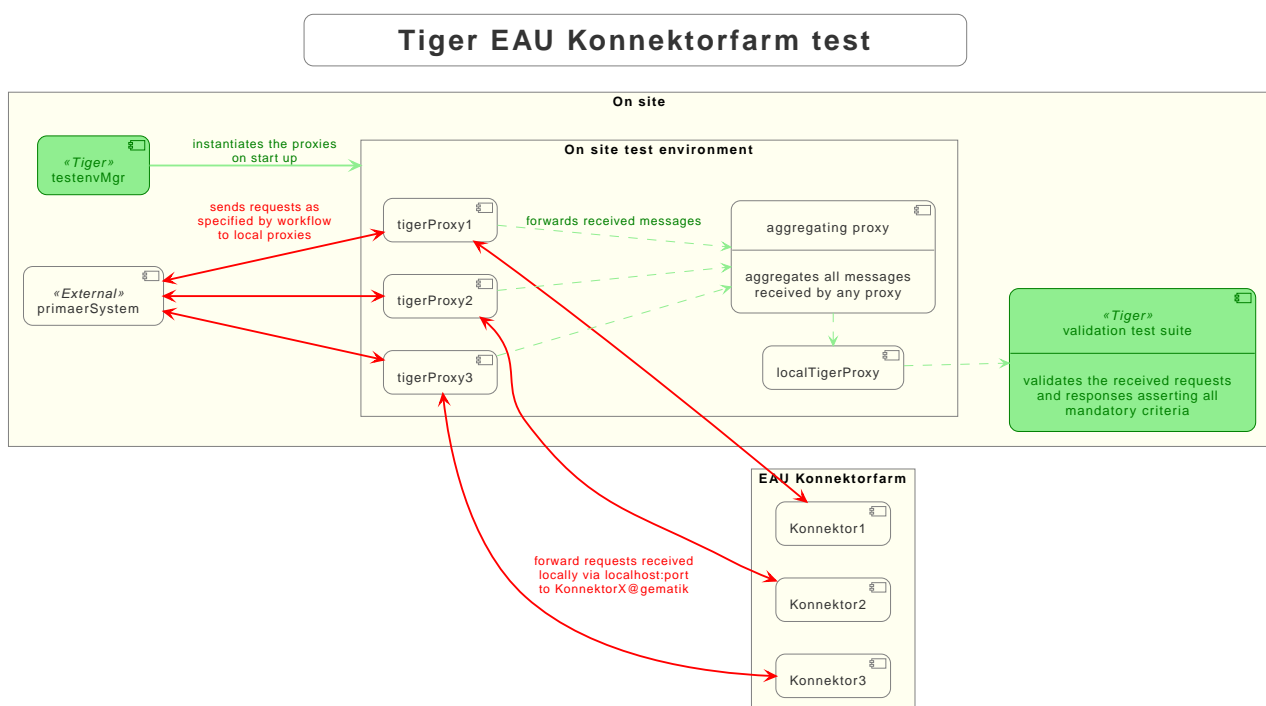 Tiger EAU Konnektorfarm test
On site
«Tiger»
testenvMgr
instantiates the proxies
on start up
On site test environment
sends requests as
specified by workflow
to local proxies
tigerProxy1
forwards received messages
aggregating proxy
aggregates all messages
received by any proxy
«External»
primaerSystem
tigerProxy2
tigerProxy3
localTigerProxy
«Tiger»
validation test suite
validates the received requests
and responses asserting all
mandatory criteria
EAU Konnektorfarm
Konnektor1
forward requests received
locally via localhost:port
to KonnektorX@gematik
Konnektor2
Konnektor3